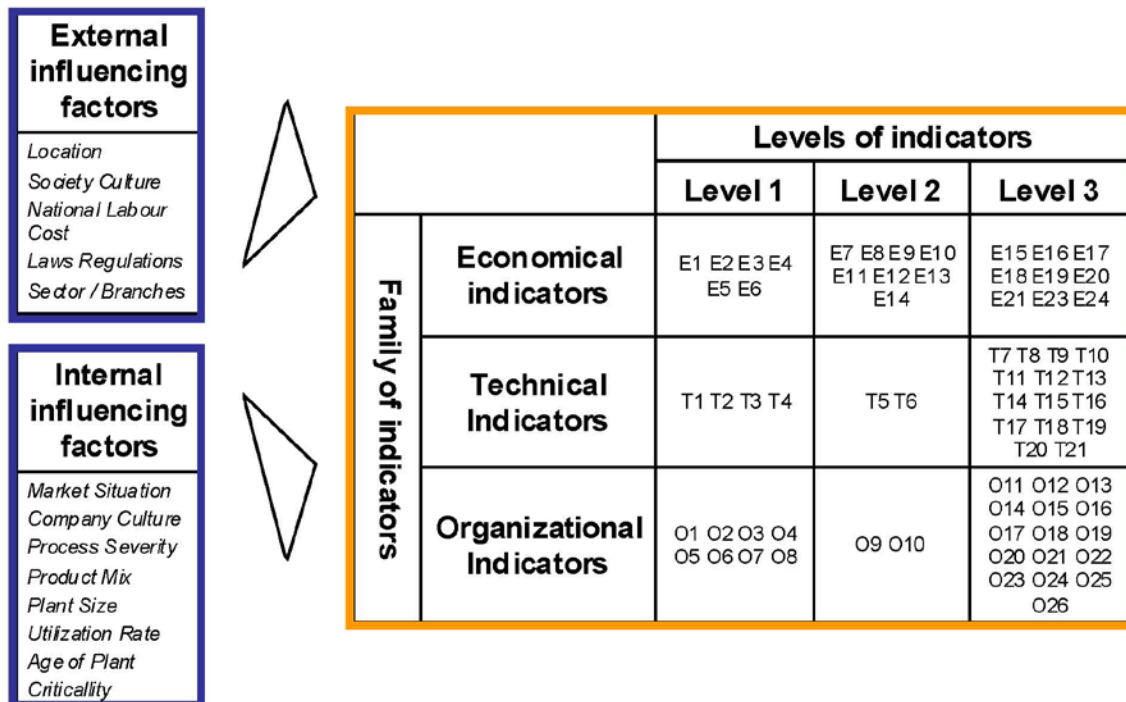 External
influencing
factors
Location
Society Culture
National Labour
Cost
Laws Regulations
Sector / Branches
Internal
influencing
factors
Market Situation
Company Culture
Process Severity
Product Mix
Plant Size
Utilization Rate
Age of Plant
Criticallity
Levels of indicators
Level 1
Level 2
Level 3
Family of indicators
Economical
indicators
E1 E2 E3 E4
E5 E6
E7 E8 E9 E10
E11 E12 E13
E14
E15 E16 E17
E18 E19 E20
E21 E23 E24
Technical
Indicators
T1 T2 T3 T4
T5 T6
T7 T8 T9 T10
T11 T12 T13
T14 T15 T16
T17 T18 T19
T20 T21
Organizational
Indicators
O1 O2 O3 O4
O5 O6 O7 O8
O9 O10
O11 O12 O13
O14 O15 O16
O17 O18 O19
O20 O21 O22
O23 O24 O25
O26